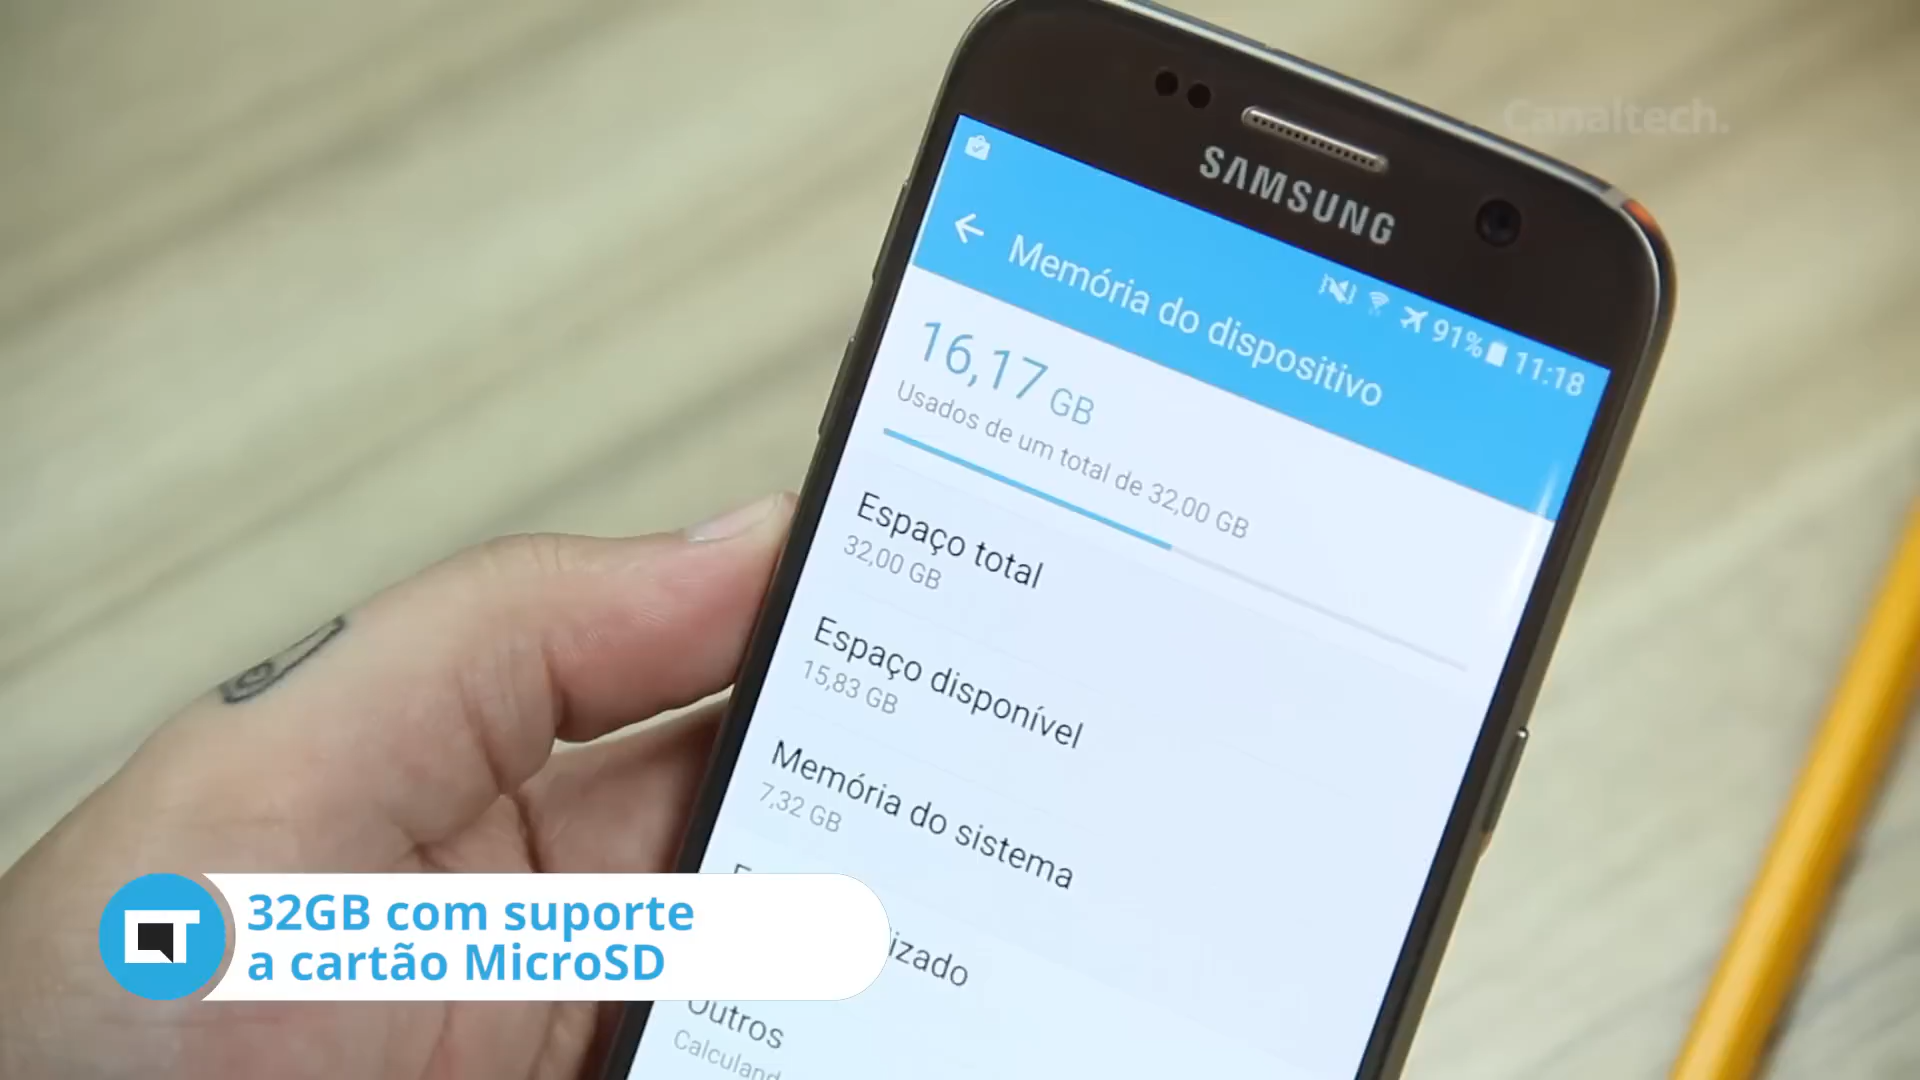 Canaltech.
SAMSUNG
91% 11:18
Memória do dispositivo
16,17 GB
Usados de um total de 32,00 GB
Espaço total
32,00 GB
Espaço disponível
15,83 GB
Memória do sistema
7,32 GB
izado
Outros
Calculand
32GB com suporte
a cartão MicroSD